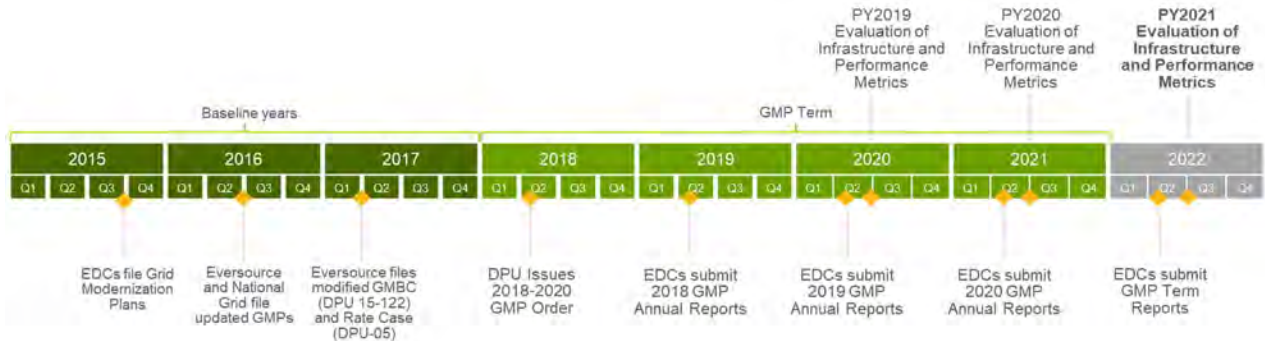 PY2019
Evaluation of
Infrastructure and
Performance
Metrics
PY2020
Evaluation of
Infrastructure and
Performance
Metrics
PY2021
Evaluation of
Infrastructure
and Performance
Metrics
Baseline years
GMP Term
2015
2016
2017
2018
2019
2020
2021
2022
Q1 Q2 Q3 Q4
Q1 Q2 Q3 Q4
Q1 Q2 Q3 Q4
Q1 Q2 Q3 Q4
Q1 Q2 Q3 Q4
Q1 Q2 Q3 Q4
Q1 Q2 Q3 Q4
Q1 Q2 Q3 Q4
EDCs file Grid
Modernization
Plans
Eversource
and National
Grid file
updated GMPs
Eversource files
modified GMBC
(DPU 15-122)
and Rate Case
(DPU-05)
DPU Issues
2018-2020
GMP Order
EDCs submit
2018 GMP
Annual Reports
EDCs submit
2019 GMP
Annual Reports
EDCs submit
2020 GMP
Annual Reports
EDCs submit
GMP Term
Reports